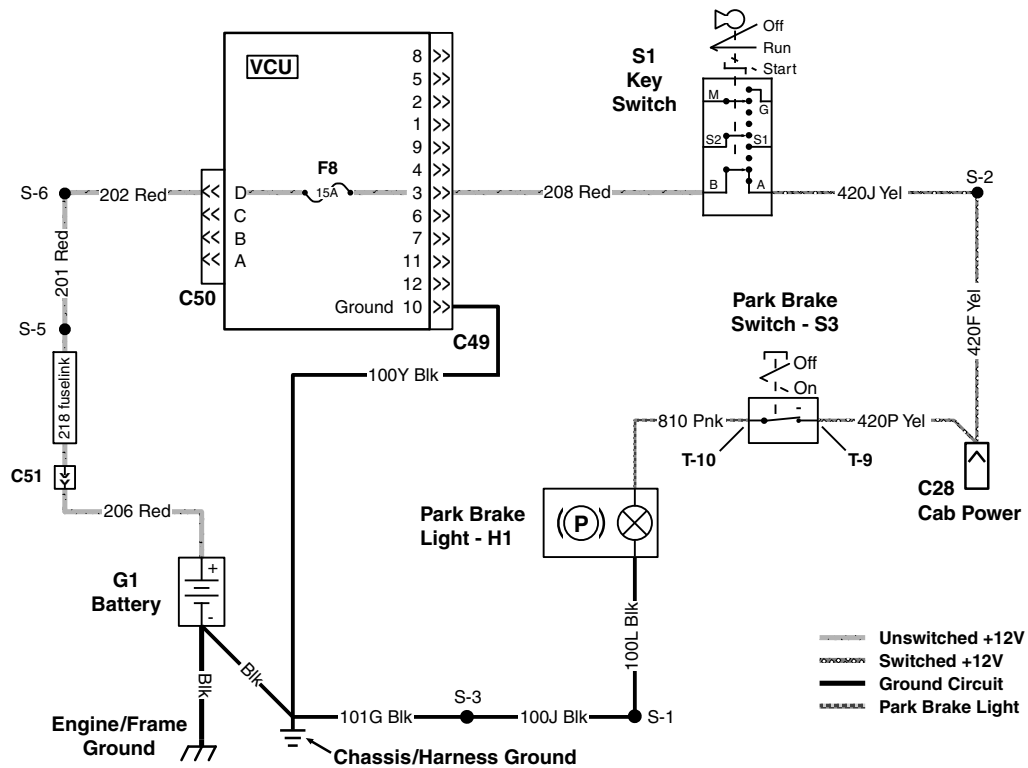 VCU
8
5
2
1
9
4
3
6
7
11
12
Ground 10
F8
15A
D
C
B
A
C50
C49
S-6
202 Red
201 Red
S-5
218 fuselink
C51
206 Red
G1
Battery
+
-
Blk
Blk
Engine/Frame
Ground
Chassis/Harness Ground
100Y Blk
208 Red
S1
Key
Switch
Off
Run
Start
M
G
S2
S1
B
A
420J Yel
S-2
420F Yel
Park Brake
Switch - S3
Off
On
-
810 Pnk
420P Yel
T-10
T-9
C28
Cab Power
Park Brake
Light - H1
P
100L Blk
S-3
101G Blk
100J Blk
S-1
Unswitched +12V
Switched +12V
Ground Circuit
Park Brake Light